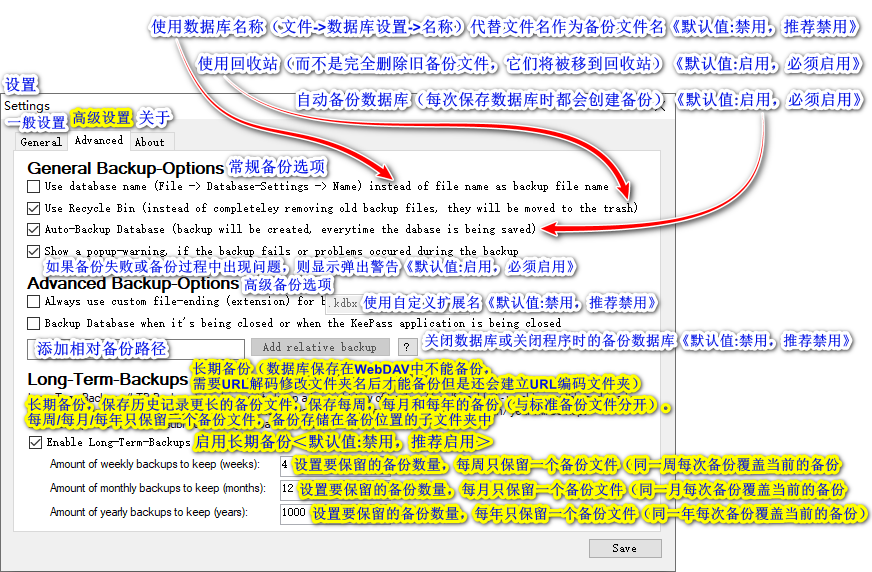 使用数据库名称（文件->数据库设置->名称）代替文件名作为备份文件名《默认值:禁用，推荐禁用》
使用回收站（而不是完全删除旧备份文件，它们将被移到回收站）《默认值:启用，必须启用》
设置
自动备份数据库（每次保存数据库时都会创建备份）《默认值:启用，必须启用》
Settings
一般设置 高级设置 关于
General Advanced About
General Backup-Options 常规备份选项
Use database name (File -> Database-Settings -> Name) instead of file name as backup file name
Use Recycle Bin (instead of completeley removing old backup files, they will be moved to the trash)
Auto-Backup Database (backup will be created, everytime the dabase is being saved)
Show a popup-warning, if the backup fails or problems occured during the backup
如果备份失败或备份过程中出现问题，则显示弹出警告《默认值:启用，必须启用》
Advanced Backup-Options 高级备份选项
Always use custom file-ending (extension) for b .kdbx 使用自定义扩展名《默认值:禁用，推荐禁用》
Backup Database when it's being closed or when the KeePass application is being closed
关闭数据库或关闭程序时的备份数据库《默认值:禁用，推荐禁用》
添加相对备份路径 Add relative backup ?
Long-Term-Backups 长期备份（数据库保存在WebDAV中不能备份，
需要URL解码修改文件夹名后才能备份但是还会建立URL编码文件夹）
长期备份，保存历史记录更长的备份文件，保存每周，每月和每年的备份（与标准备份文件分开）。
每周/每月/每年只保留一个备份文件，备份存储在备份位置的子文件夹中
Enable Long-Term-Backups 启用长期备份＜默认值:禁用，推荐启用＞
Amount of weekly backups to keep (weeks): 4 设置要保留的备份数量，每周只保留一个备份文件（同一周每次备份覆盖当前的备份
Amount of monthly backups to keep (months): 12 设置要保留的备份数量，每月只保留一个备份文件（同一月每次备份覆盖当前的备份
Amount of yearly backups to keep (years): 1000 设置要保留的备份数量，每年只保留一个备份文件（同一年每次备份覆盖当前的备份）
Save